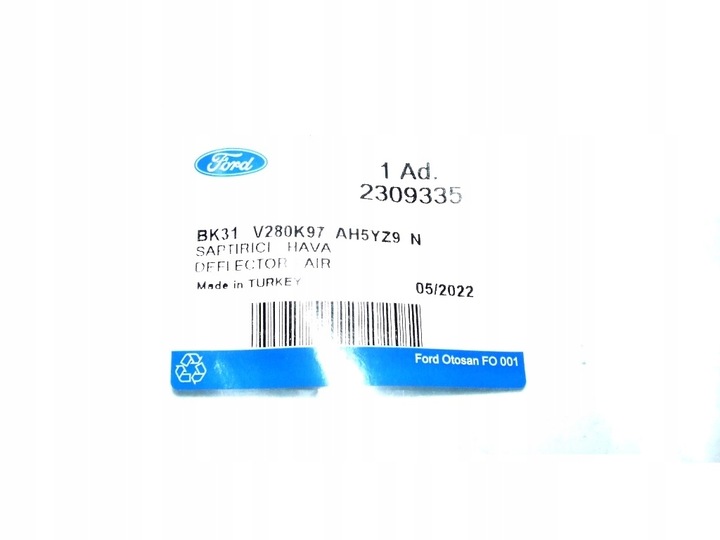 Ford
1 Ad.
2309335
BK31 V280K97 AH5YZ9 N
SAPTIRICI HAVA
DEFLECTOR AIR
Made in TURKEY
05/2022
Ford Otosan FO 001